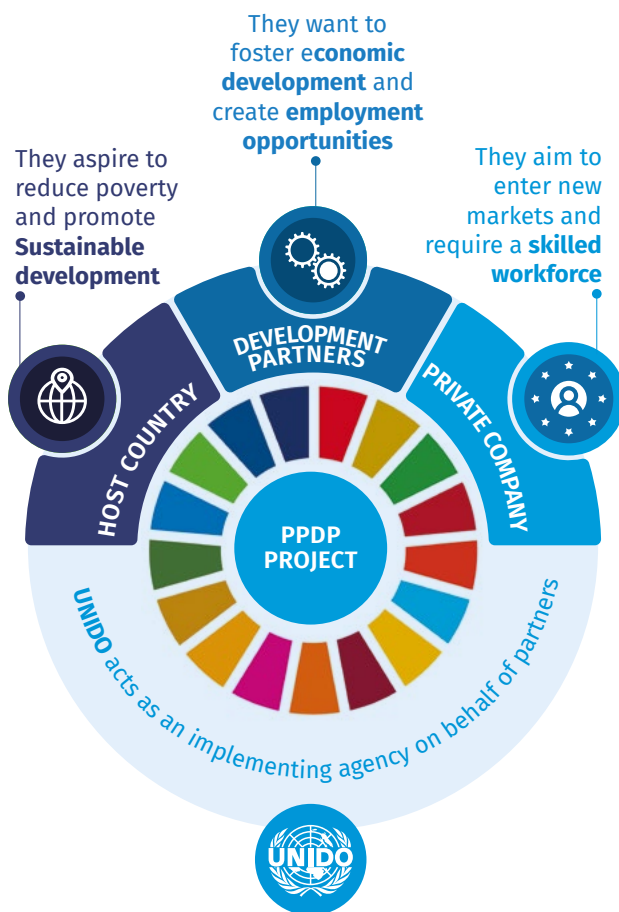 They want to
foster economic
development and
create employment
opportunities
They aspire to
reduce poverty
and promote
Sustainable
development
They aim to
enter new
markets and
require a skilled
workforce
HOST COUNTRY
DEVELOPMENT
PARTNERS
PRIVATE COMPANY
PPDP
PROJECT
UNIDO acts as an implementing agency on behalf of partners
UNIDO